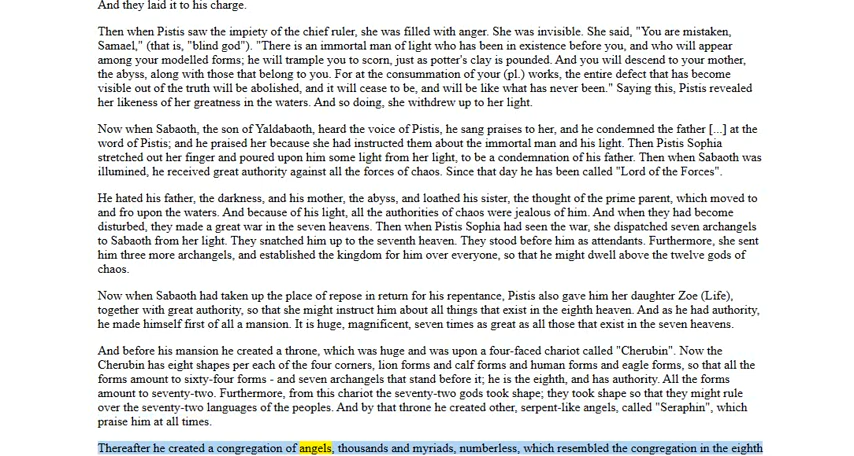 And they laid it to his charge.
Then when Pistis saw the impiety of the chief ruler, she was filled with anger. She was invisible. She said, "You are mistaken,
Samael," (that is, "blind god"). "There is an immortal man of light who has been in existence before you, and who will appear
among your modelled forms; he will trample you to scorn, just as potter's clay is pounded. And you will descend to your mother,
the abyss, along with those that belong to you. For at the consummation of your (pl.) works, the entire defect that has become
visible out of the truth will be abolished, and it will cease to be, and will be like what has never been." Saying this, Pistis revealed
her likeness of her greatness in the waters. And so doing, she withdrew up to her light.
Now when Sabaoth, the son of Yaldabaoth, heard the voice of Pistis, he sang praises to her, and he condemned the father [...] at the
word of Pistis; and he praised her because she had instructed them about the immortal man and his light. Then Pistis Sophia
stretched out her finger and poured upon him some light from her light, to be a condemnation of his father. Then when Sabaoth was
illumined, he received great authority against all the forces of chaos. Since that day he has been called "Lord of the Forces".
He hated his father, the darkness, and his mother, the abyss, and loathed his sister, the thought of the prime parent, which moved to
and fro upon the waters. And because of his light, all the authorities of chaos were jealous of him. And when they had become
disturbed, they made a great war in the seven heavens. Then when Pistis Sophia had seen the war, she dispatched seven archangels
to Sabaoth from her light. They snatched him up to the seventh heaven. They stood before him as attendants. Furthermore, she sent
him three more archangels, and established the kingdom for him over everyone, so that he might dwell above the twelve gods of
chaos.
Now when Sabaoth had taken up the place of repose in return for his repentance, Pistis also gave him her daughter Zoe (Life),
together with great authority, so that she might instruct him about all things that exist in the eighth heaven. And as he had authority,
he made himself first of all a mansion. It is huge, magnificent, seven times as great as all those that exist in the seven heavens.
And before his mansion he created a throne, which was huge and was upon a four-faced chariot called "Cherubin". Now the
Cherubin has eight shapes per each of the four corners, lion forms and calf forms and human forms and eagle forms, so that all the
forms amount to sixty-four forms - and seven archangels that stand before it; he is the eighth, and has authority. All the forms
amount to seventy-two. Furthermore, from this chariot the seventy-two gods took shape; they took shape so that they might rule
over the seventy-two languages of the peoples. And by that throne he created other, serpent-like angels, called "Seraphin", which
praise him at all times.
Thereafter he created a congregation of angels, thousands and myriads, numberless, which resembled the congregation in the eighth